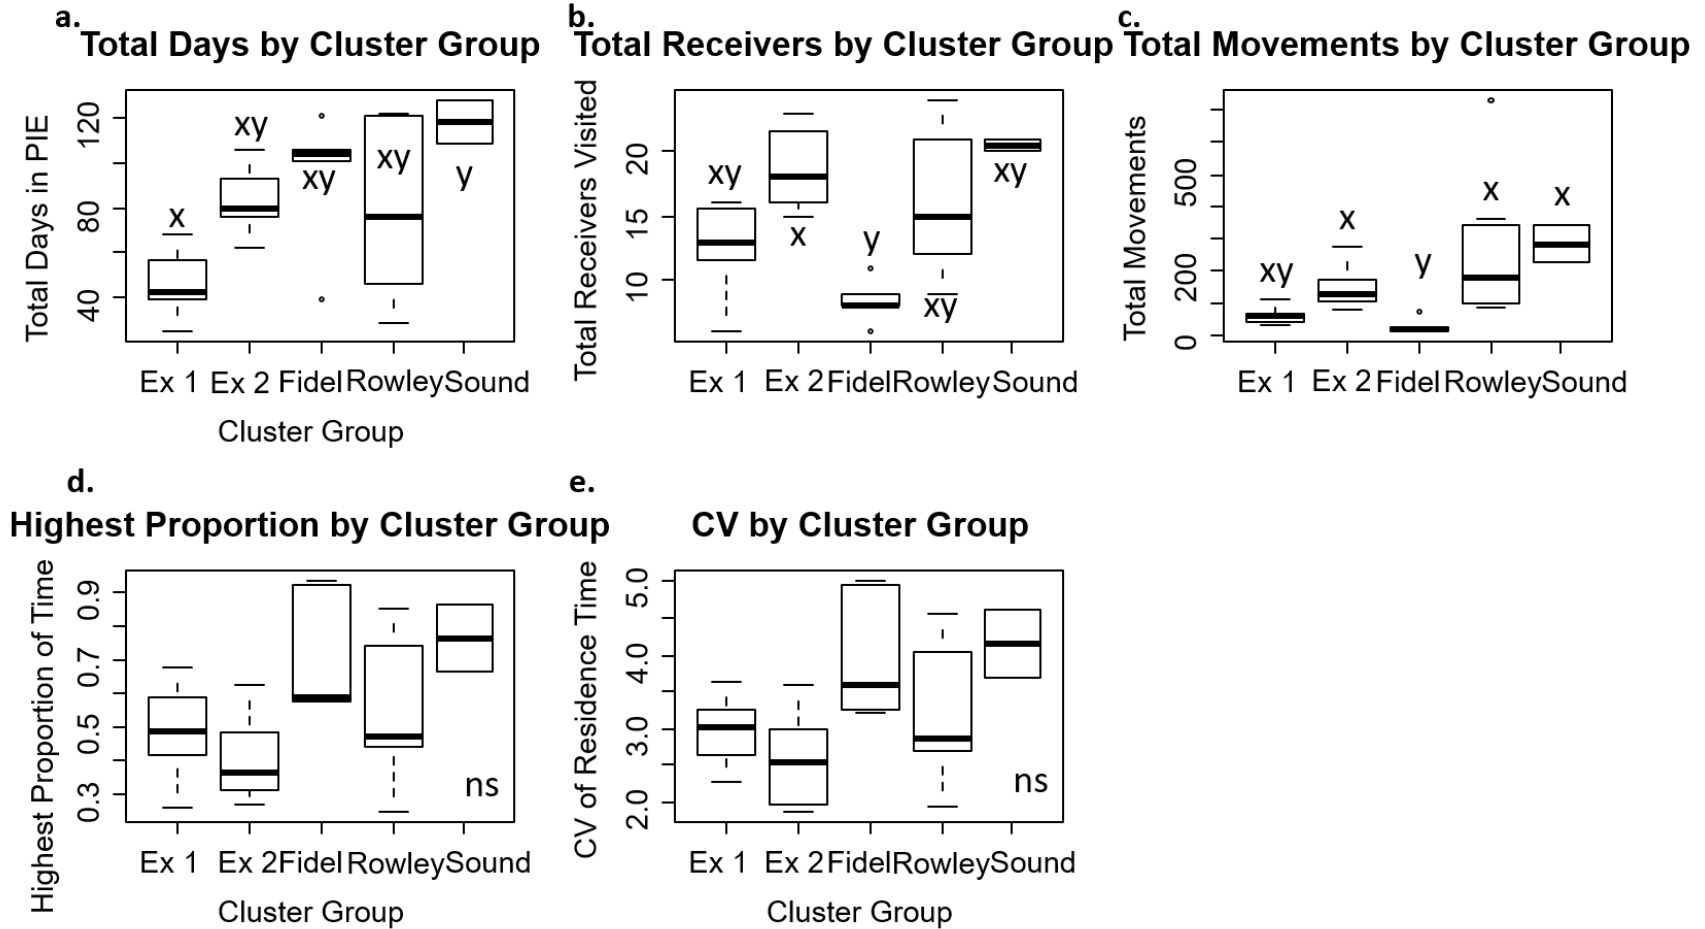 a.
Total Days by Cluster Group
Total Days in PIE
120
80
40
x
xy
xy
xy
y
Ex 1 Ex 2 Fidel Rowley Sound
Cluster Group
b.
Total Receivers by Cluster Group
Total Receivers Visited
20
15
10
xy
x
y
xy
xy
Ex 1 Ex 2 Fidel Rowley Sound
c.
Total Movements by Cluster Group
Total Movements
500
200
0
xy
x
y
x
x
Ex 1 Ex 2 Fidel Rowley Sound
d.
Highest Proportion by Cluster Group
Highest Proportion of Time
0.9
0.7
0.5
0.3
ns
Ex 1 Ex 2 Fidel Rowley Sound
Cluster Group
e.
CV by Cluster Group
CV of Residence Time
5.0
4.0
3.0
2.0
ns
Ex 1 Ex 2 Fidel Rowley Sound
Cluster Group